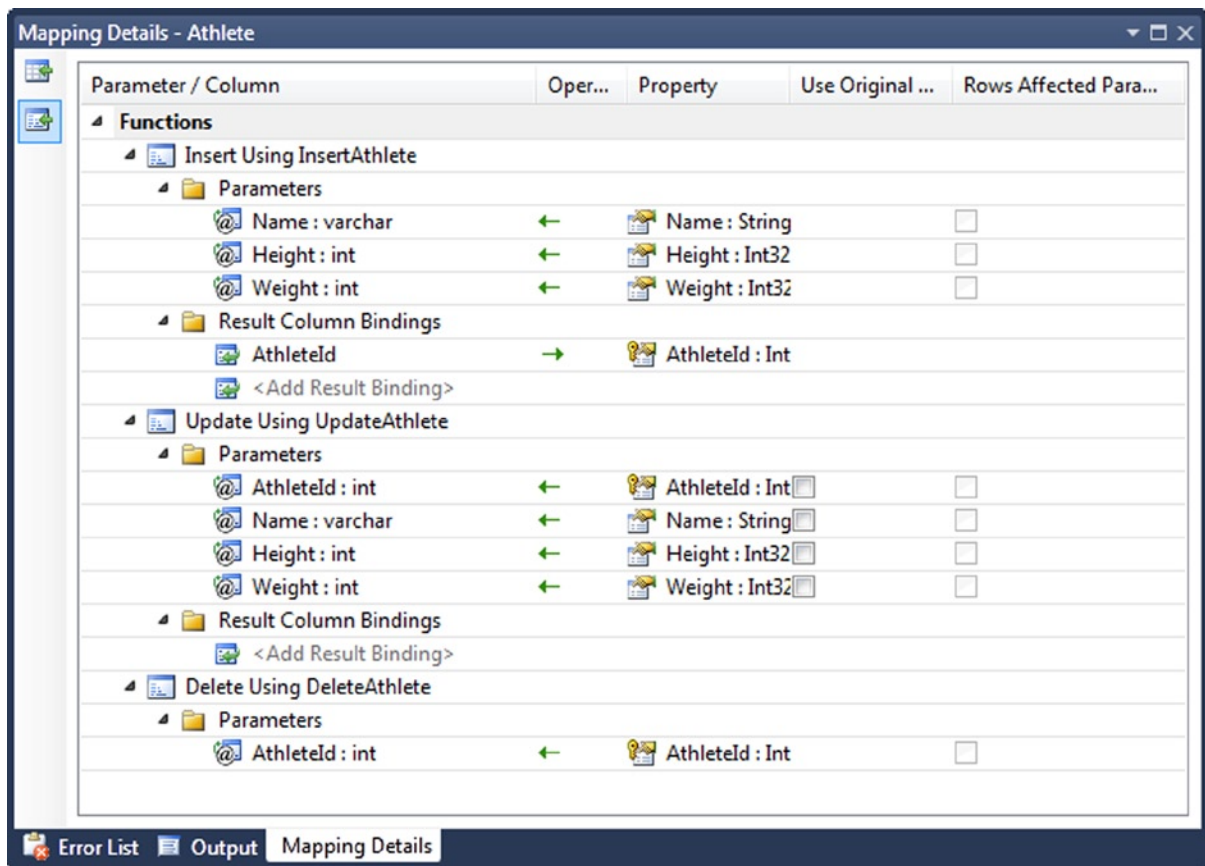 Mapping Details - Athlete
Parameter / Column Oper... Property Use Original ... Rows Affected Para...
Functions
Insert Using InsertAthlete
Parameters
Name : varchar Name : String
Height : int Height : Int32
Weight : int Weight : Int32
Result Column Bindings
AthleteId AthleteId : Int
<Add Result Binding>
Update Using UpdateAthlete
Parameters
AthleteId : int AthleteId : Int
Name : varchar Name : String
Height : int Height : Int32
Weight : int Weight : Int32
Result Column Bindings
<Add Result Binding>
Delete Using DeleteAthlete
Parameters
AthleteId : int AthleteId : Int
Error List Output Mapping Details